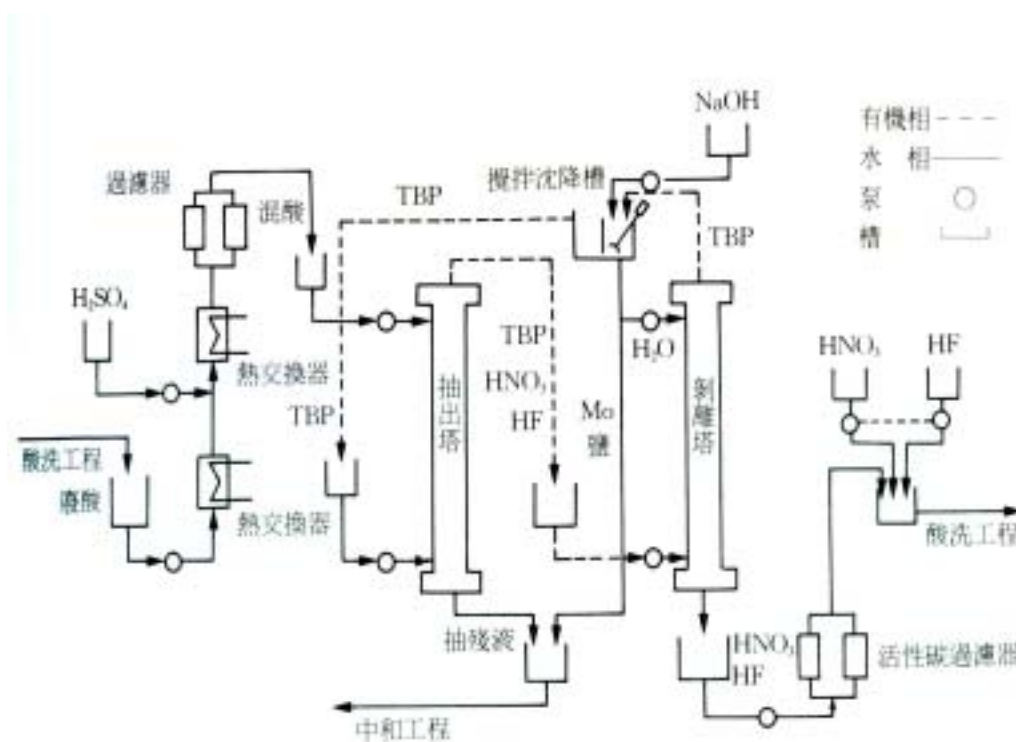 NaOH
有機相
水 相
泵
槽
過濾器
混酸
TBP
攪拌沈降槽
TBP
H₂SO₄
熱交換器
抽出塔
TBP
HNO₃
HF
H₂O
Mo
鹽
剝離塔
HNO₃
HF
TBP
酸洗工程
廢酸
熱交換器
酸洗工程
抽殘液
HNO₃
HF
活性碳過濾器
中和工程